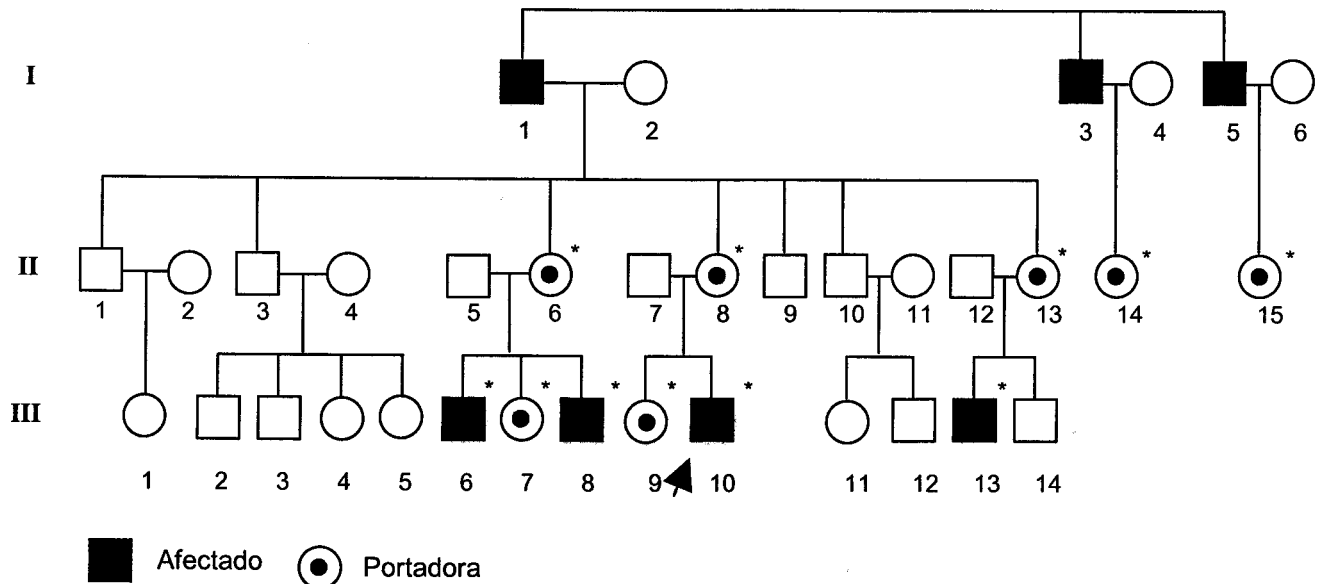 I
1 2 3 4 5 6
* * * * *
II
1 2 3 4 5 6 7 8 9 10 11 12 13 14 15
* * * * * *
III
1 2 3 4 5 6 7 8 9 10 11 12 13 14
Afectado Portadora